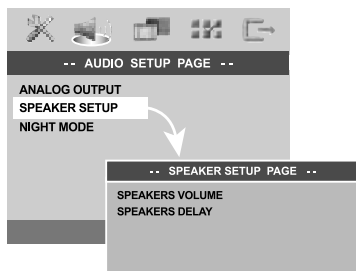 -- AUDIO SETUP PAGE --
ANALOG OUTPUT
SPEAKER SETUP
NIGHT MODE
-- SPEAKER SETUP PAGE --
SPEAKERS VOLUME
SPEAKERS DELAY